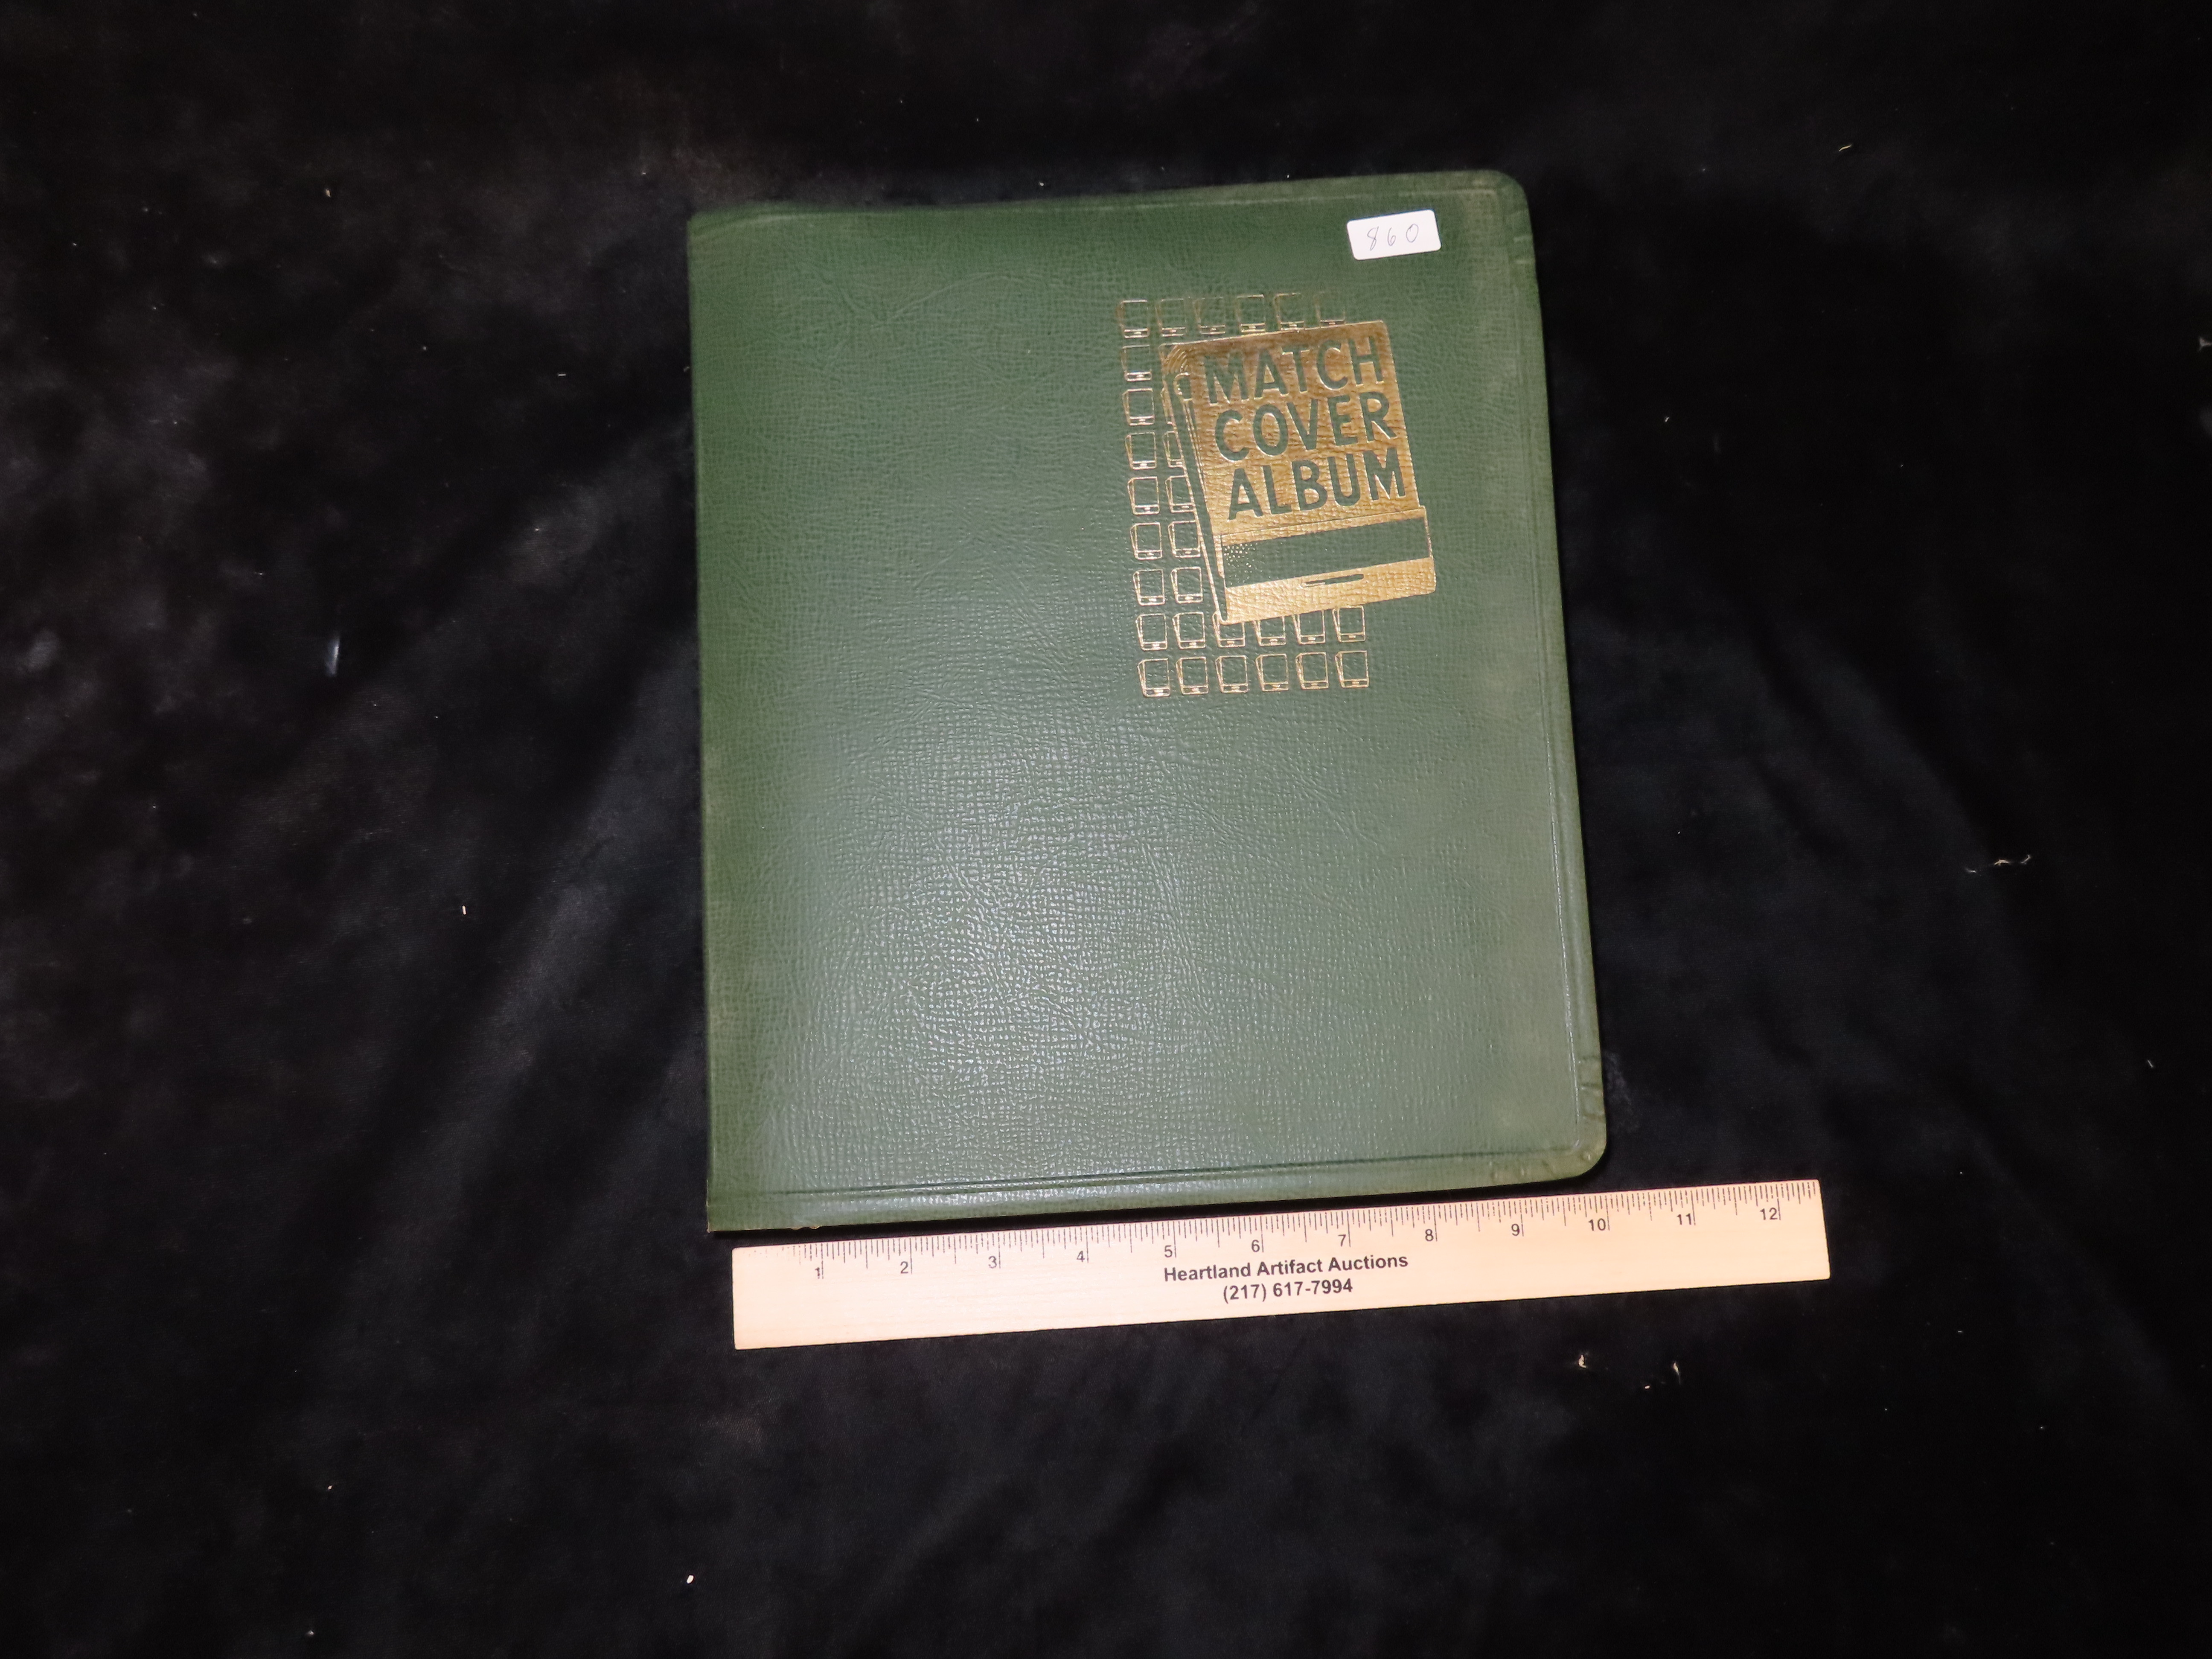 860
MATCH
COVER
ALBUM
1 2 3 4 5 6 7 8 9 10 11 12
Heartland Artifact Auctions
(217) 617-7994